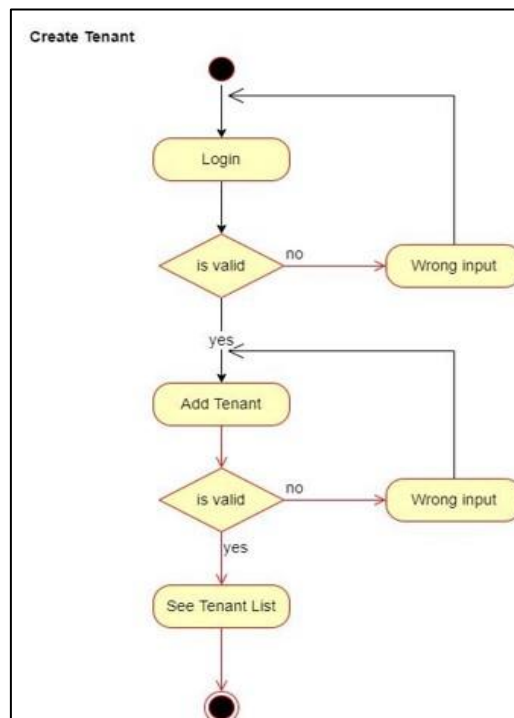 Create Tenant
Login
is valid
no
Wrong input
yes
Add Tenant
is valid
no
Wrong input
yes
See Tenant List